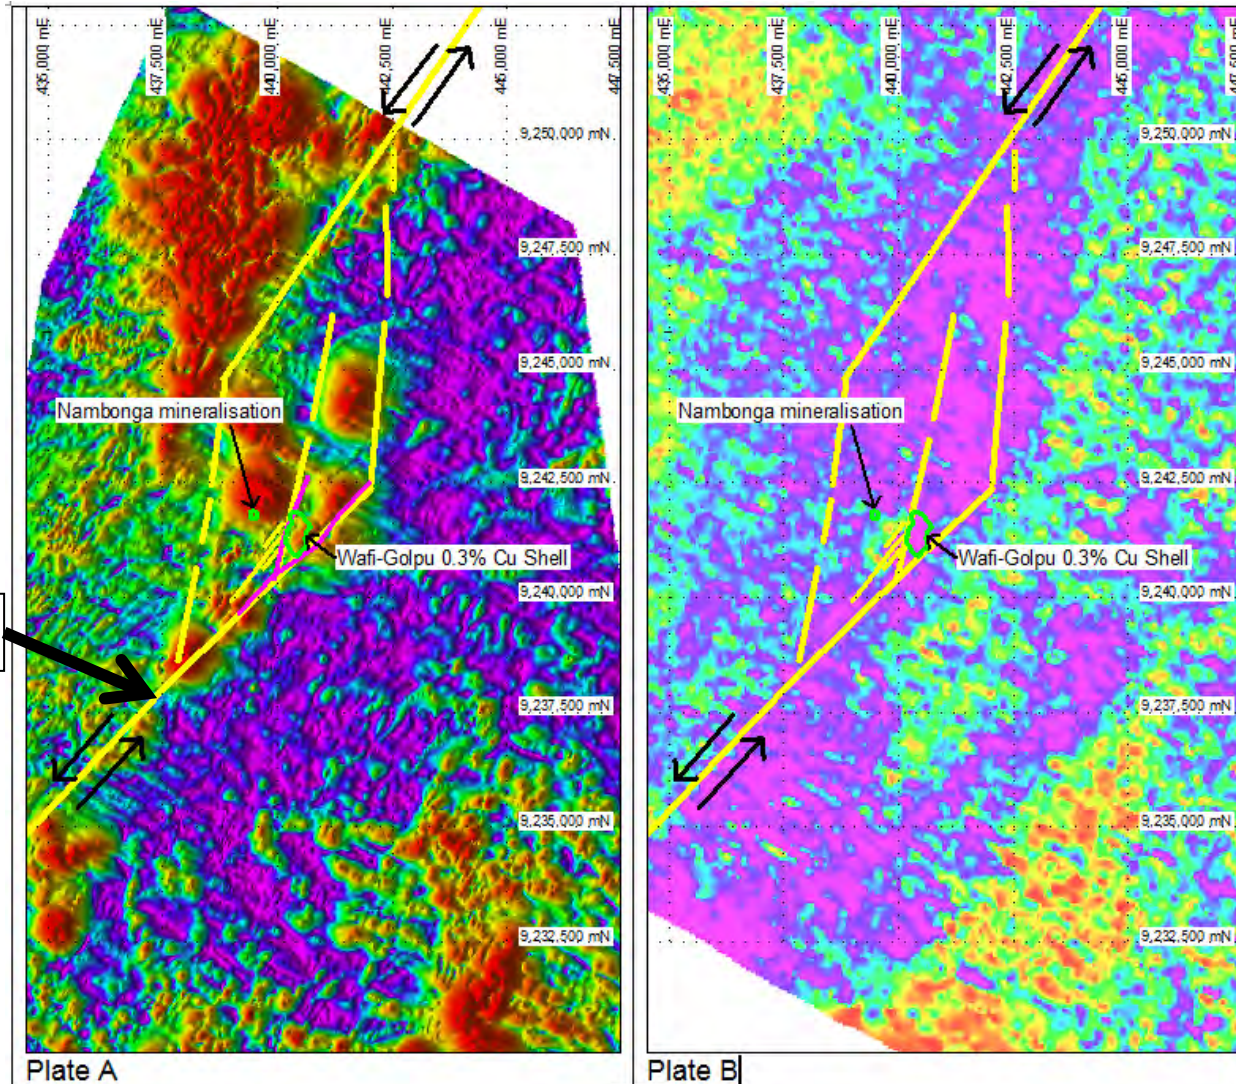 435,000 mE
437,500 mE
440,000 mE
442,500 mE
445,000 mE
9,250,000 mN
9,247,500 mN
9,245,000 mN
Nambonga mineralisation
9,242,500 mN
Wafi-Golpu 0.3% Cu Shell
9,240,000 mN
9,237,500 mN
9,235,000 mN
9,232,500 mN
Plate A
435,000 mE
437,500 mE
440,000 mE
442,500 mE
445,000 mE
9,250,000 mN
9,247,500 mN
9,245,000 mN
Nambonga mineralisation
9,242,500 mN
Wafi-Golpu 0.3% Cu Shell
9,240,000 mN
9,237,500 mN
9,235,000 mN
9,232,500 mN
Plate B